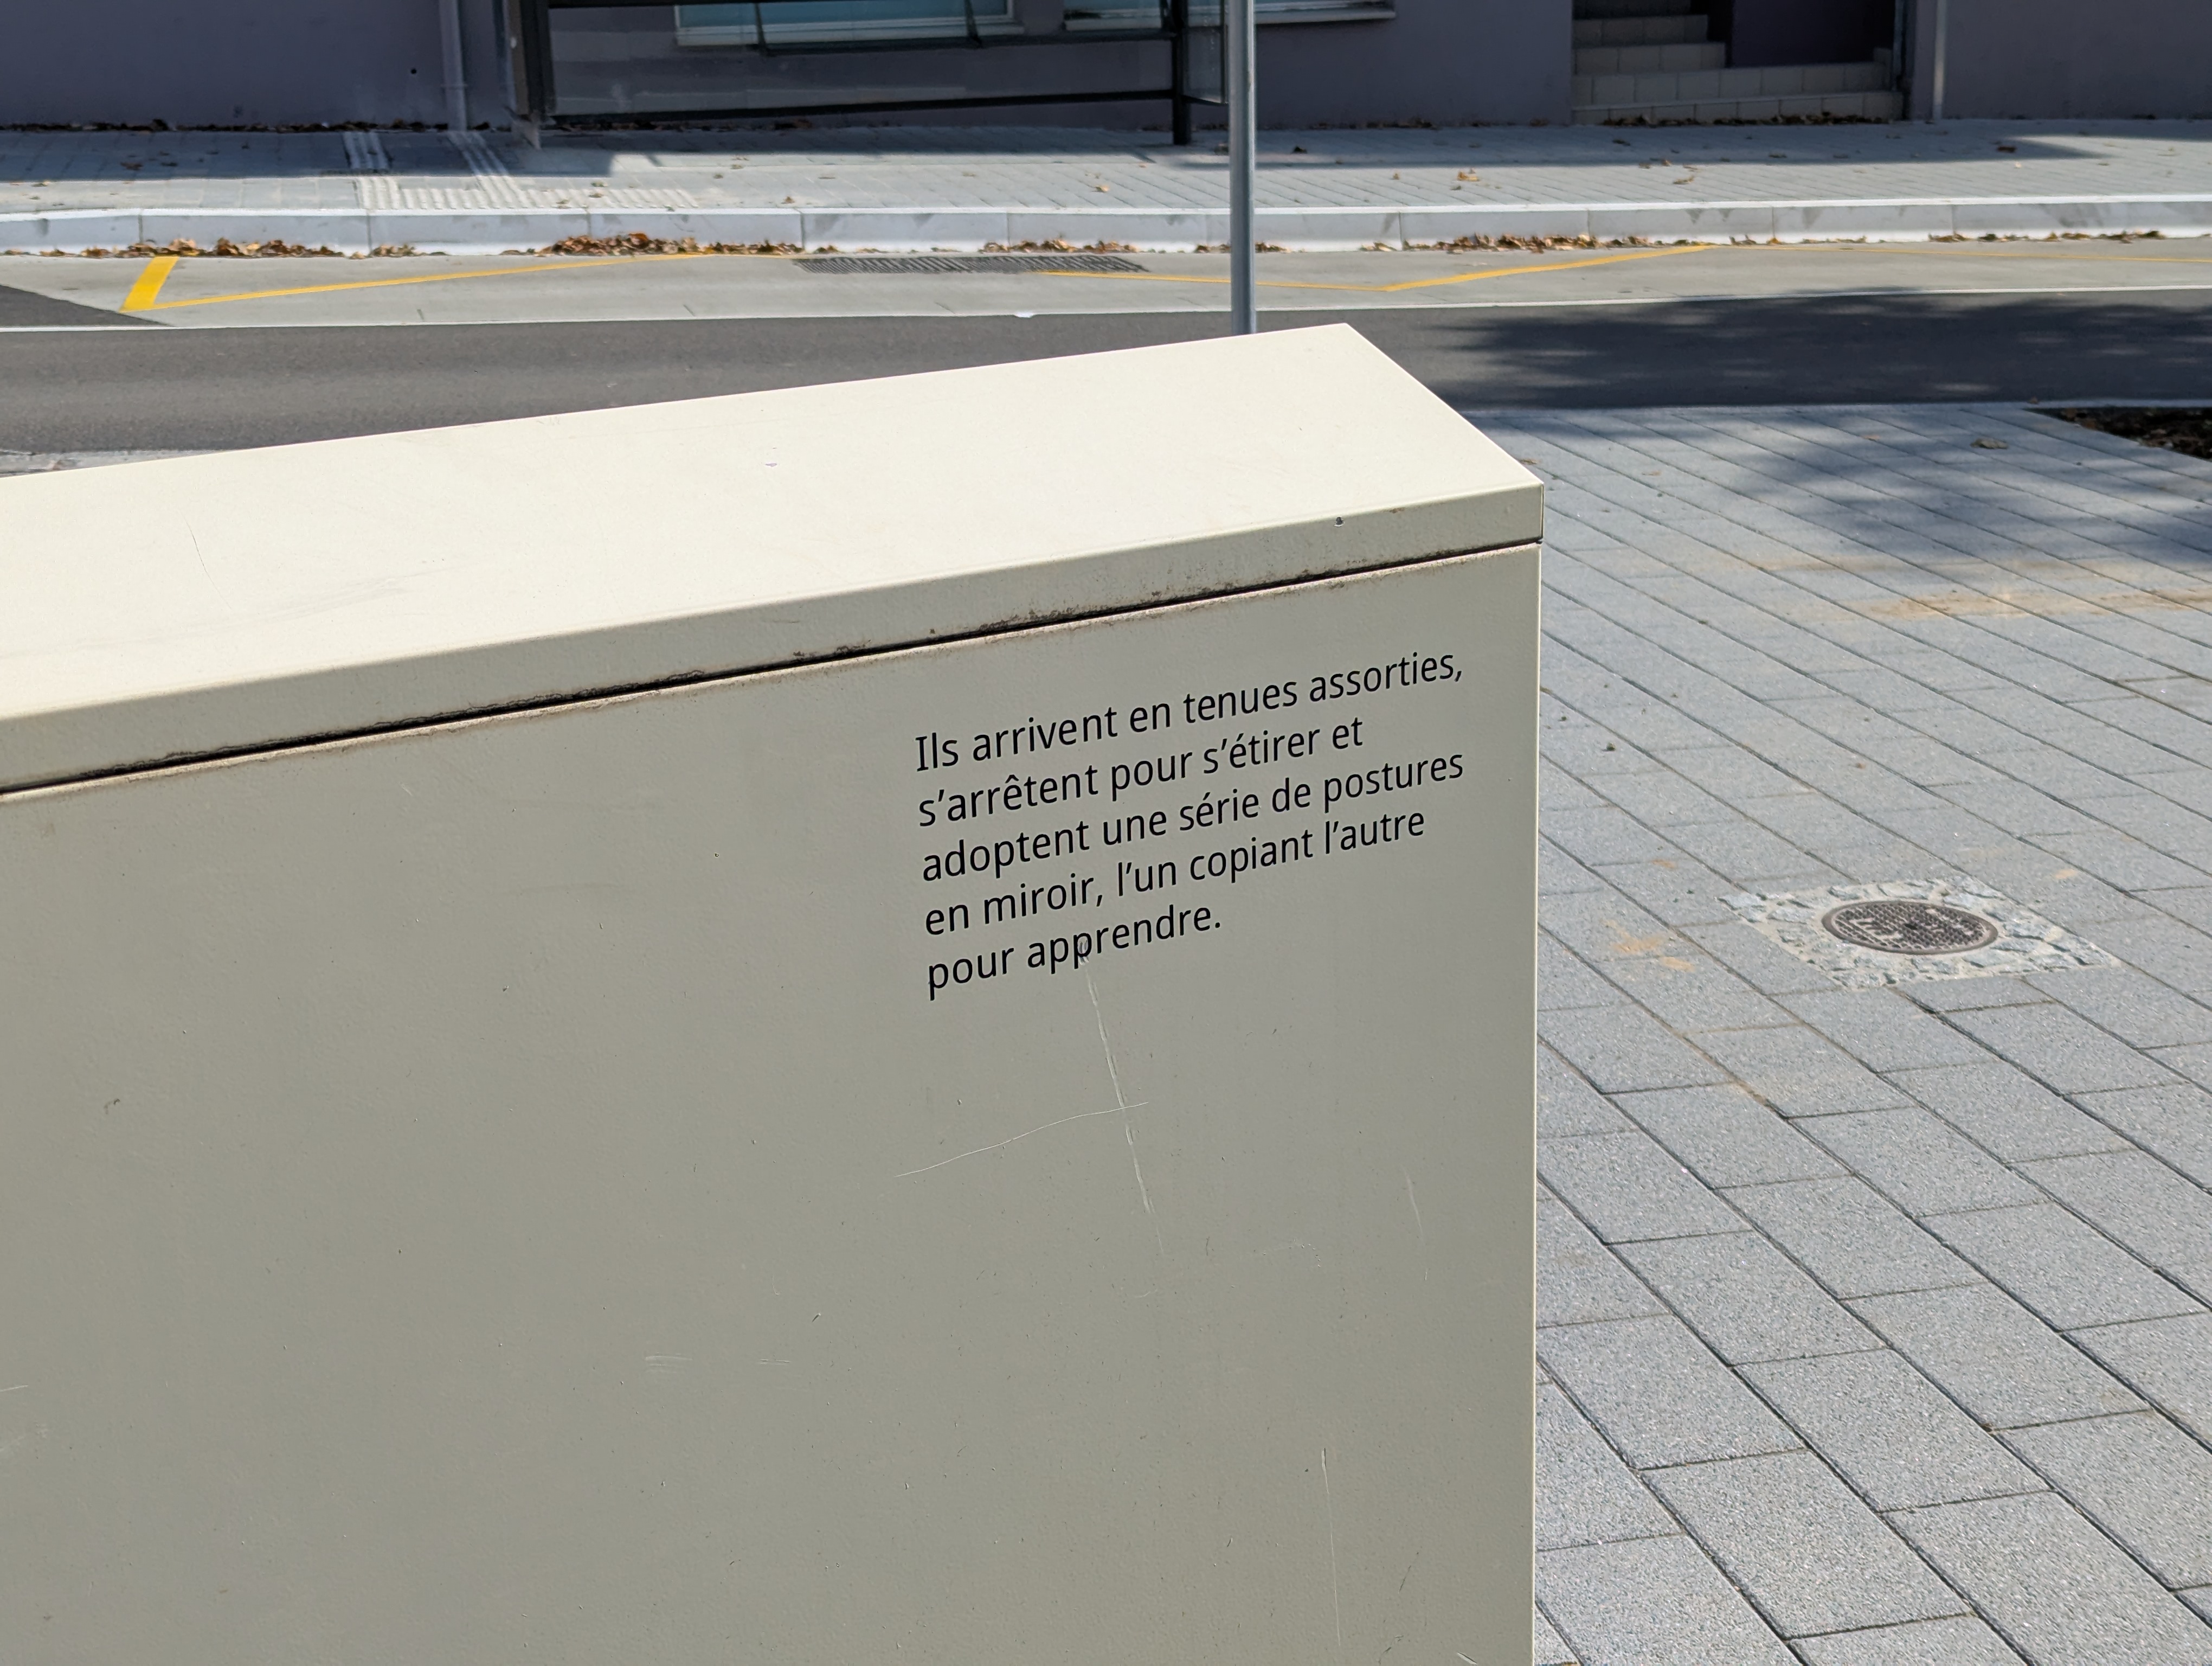 Ils arrivent en tenues assorties,
s’arrêtent pour s’étirer et
adoptent une série de postures
en miroir, l’un copiant l’autre
pour apprendre.